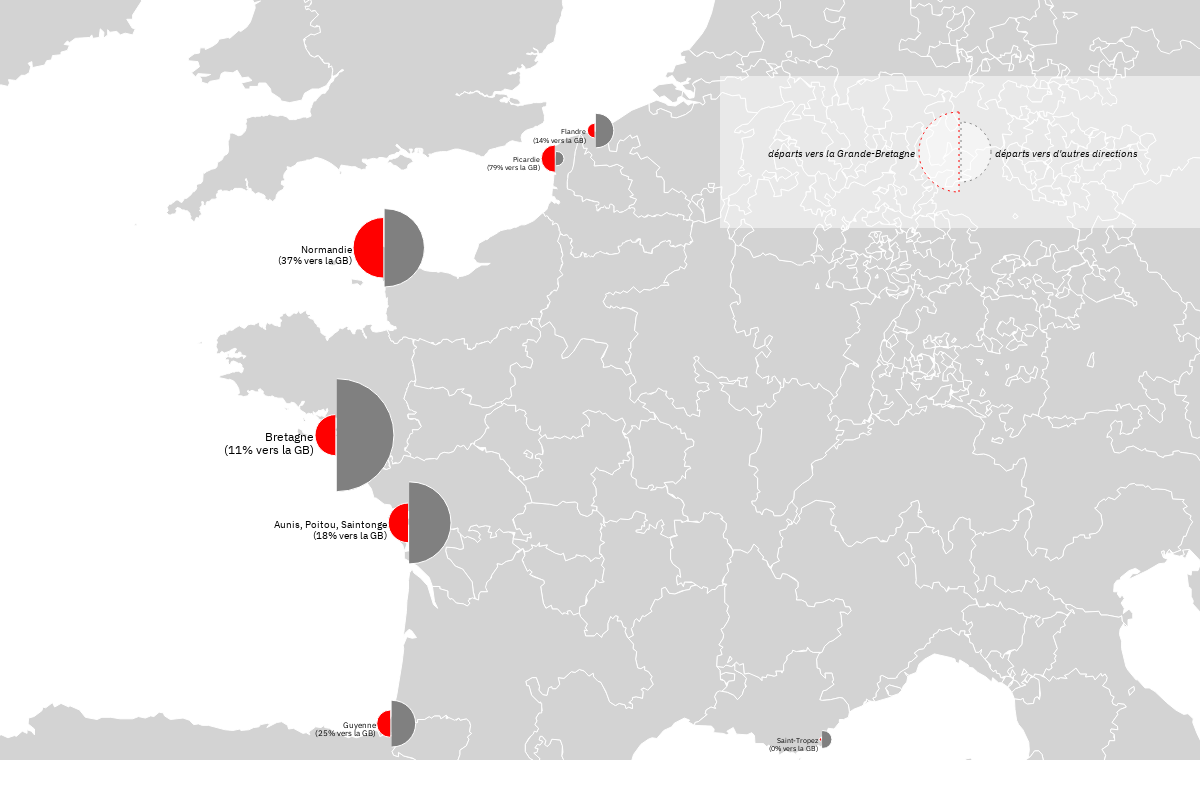 Flandre
(14% vers la GB)
départs vers la Grande-Bretagne
départs vers d'autres directions
Picardie
(79% vers la GB)
Normandie
(37% vers la GB)
Bretagne
(11% vers la GB)
Aunis, Poitou, Saintonge
(18% vers la GB)
Guyenne
(25% vers la GB)
Saint-Tropez
(0% vers la GB)